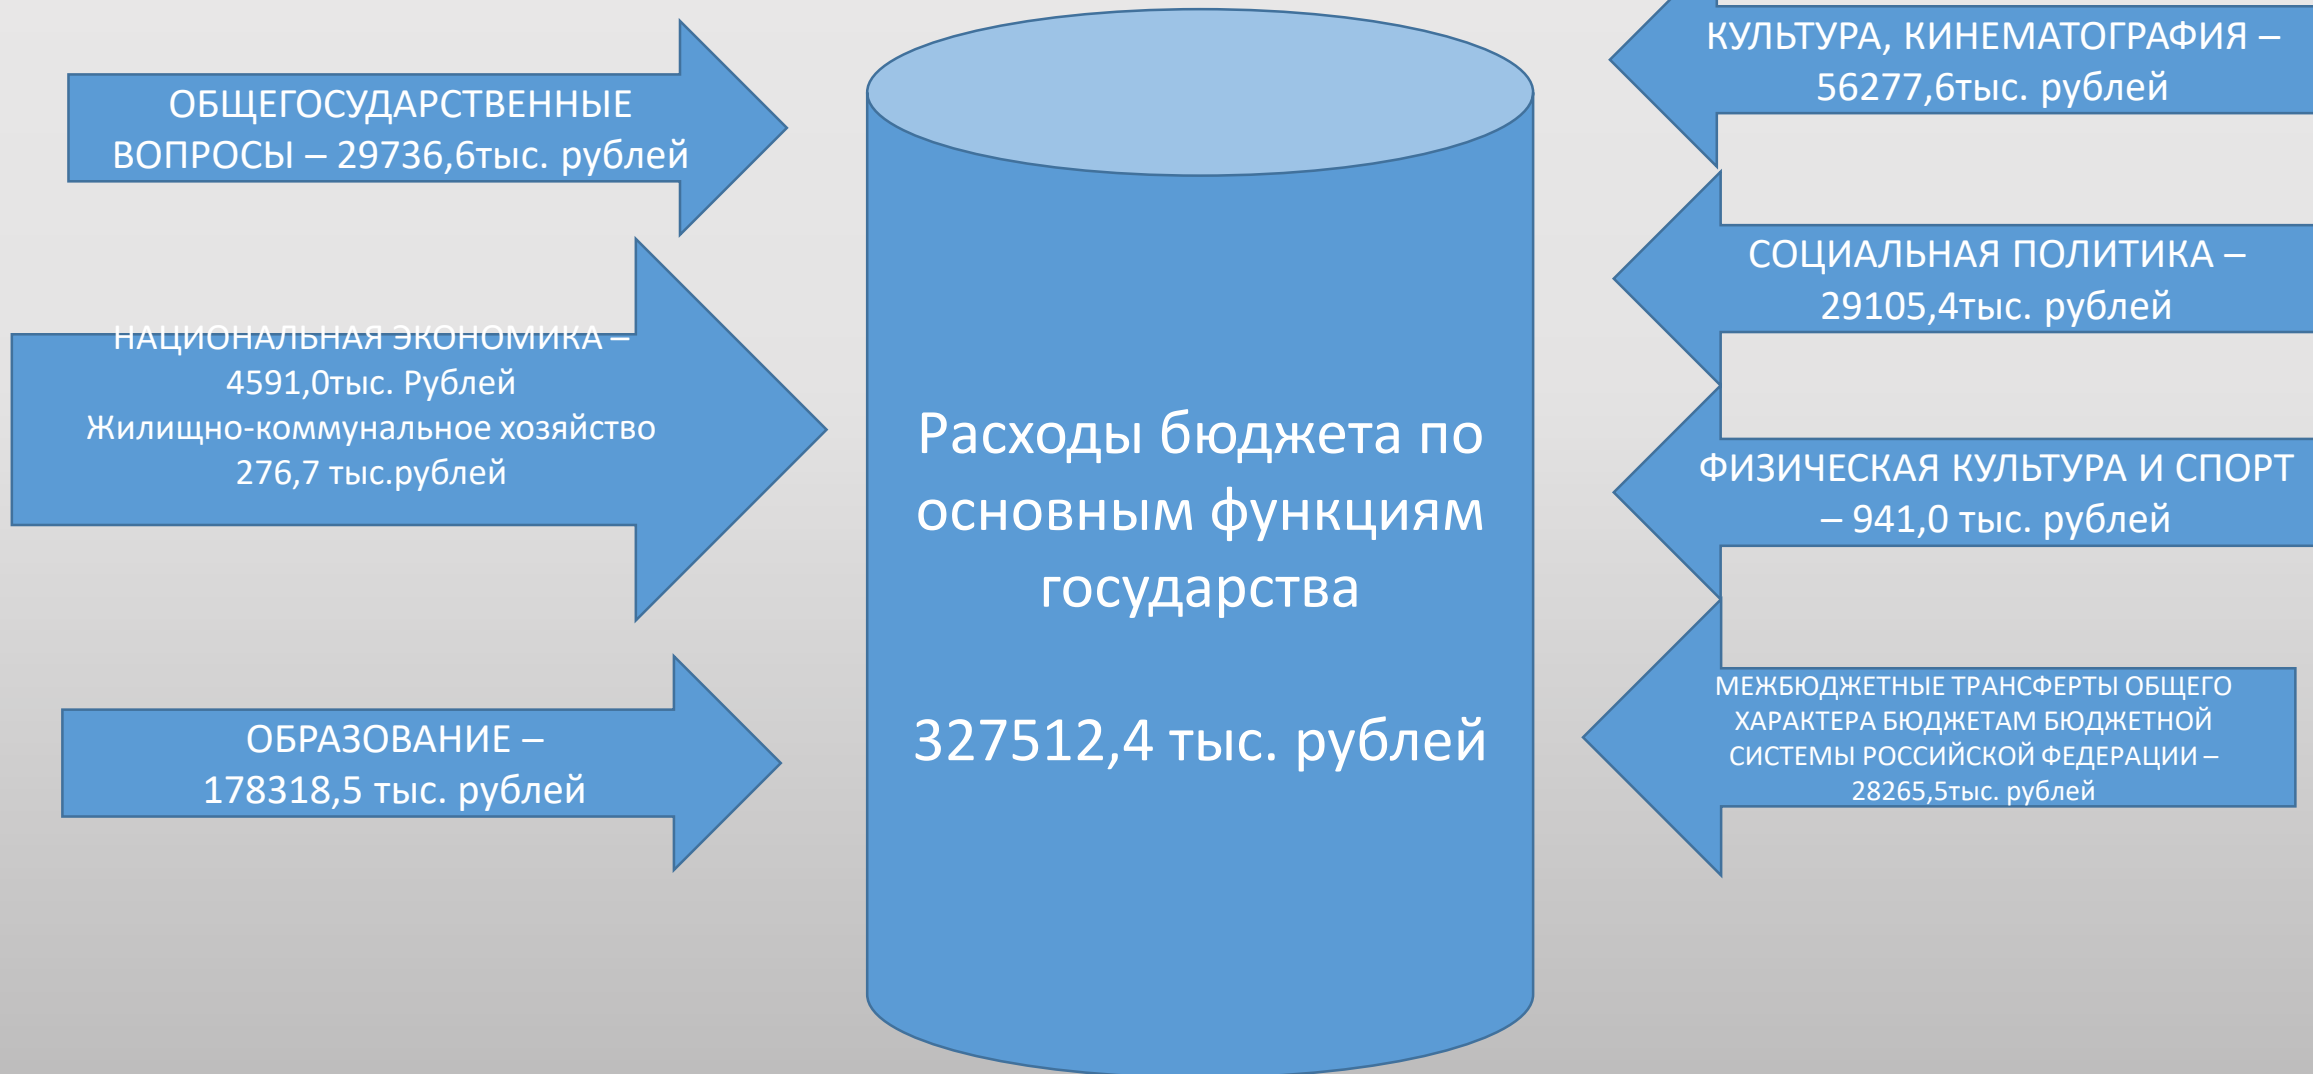 ОБЩЕГОСУДАРСТВЕННЫЕ
ВОПРОСЫ – 29736,6тыс. рублей
НАЦИОНАЛЬНАЯ ЭКОНОМИКА –
4591,0тыс. Рублей
Жилищно-коммунальное хозяйство
276,7 тыс.рублей
ОБРАЗОВАНИЕ –
178318,5 тыс. рублей
Расходы бюджета по
основным функциям
государства
327512,4 тыс. рублей
КУЛЬТУРА, КИНЕМАТОГРАФИЯ –
56277,6тыс. рублей
СОЦИАЛЬНАЯ ПОЛИТИКА –
29105,4тыс. рублей
ФИЗИЧЕСКАЯ КУЛЬТУРА И СПОРТ
– 941,0 тыс. рублей
МЕЖБЮДЖЕТНЫЕ ТРАНСФЕРТЫ ОБЩЕГО
ХАРАКТЕРА БЮДЖЕТАМ БЮДЖЕТНОЙ
СИСТЕМЫ РОССИЙСКОЙ ФЕДЕРАЦИИ –
28265,5тыс. рублей